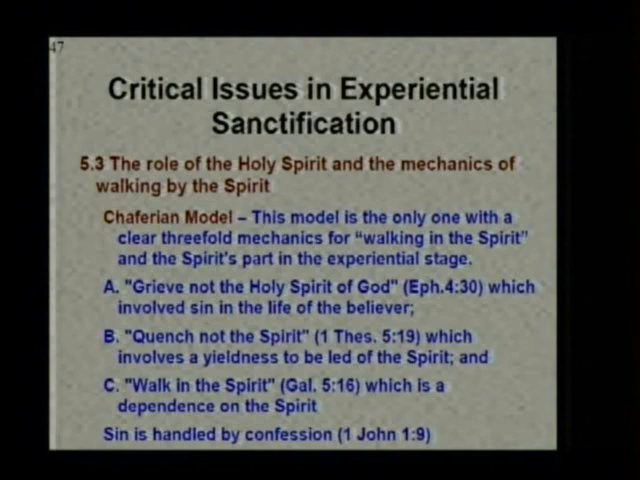 47
Critical Issues in Experiential
Sanctification
5.3 The role of the Holy Spirit and the mechanics of
walking by the Spirit
Chaferian Model – This model is the only one with a
clear threefold mechanics for “walking in the Spirit”
and the Spirit's part in the experiential stage.
A. "Grieve not the Holy Spirit of God" (Eph.4:30) which
involved sin in the life of the believer;
B. "Quench not the Spirit" (1 Thes. 5:19) which
involves a yieldness to be led of the Spirit; and
C. "Walk in the Spirit" (Gal. 5:16) which is a
dependence on the Spirit
Sin is handled by confession (1 John 1:9)